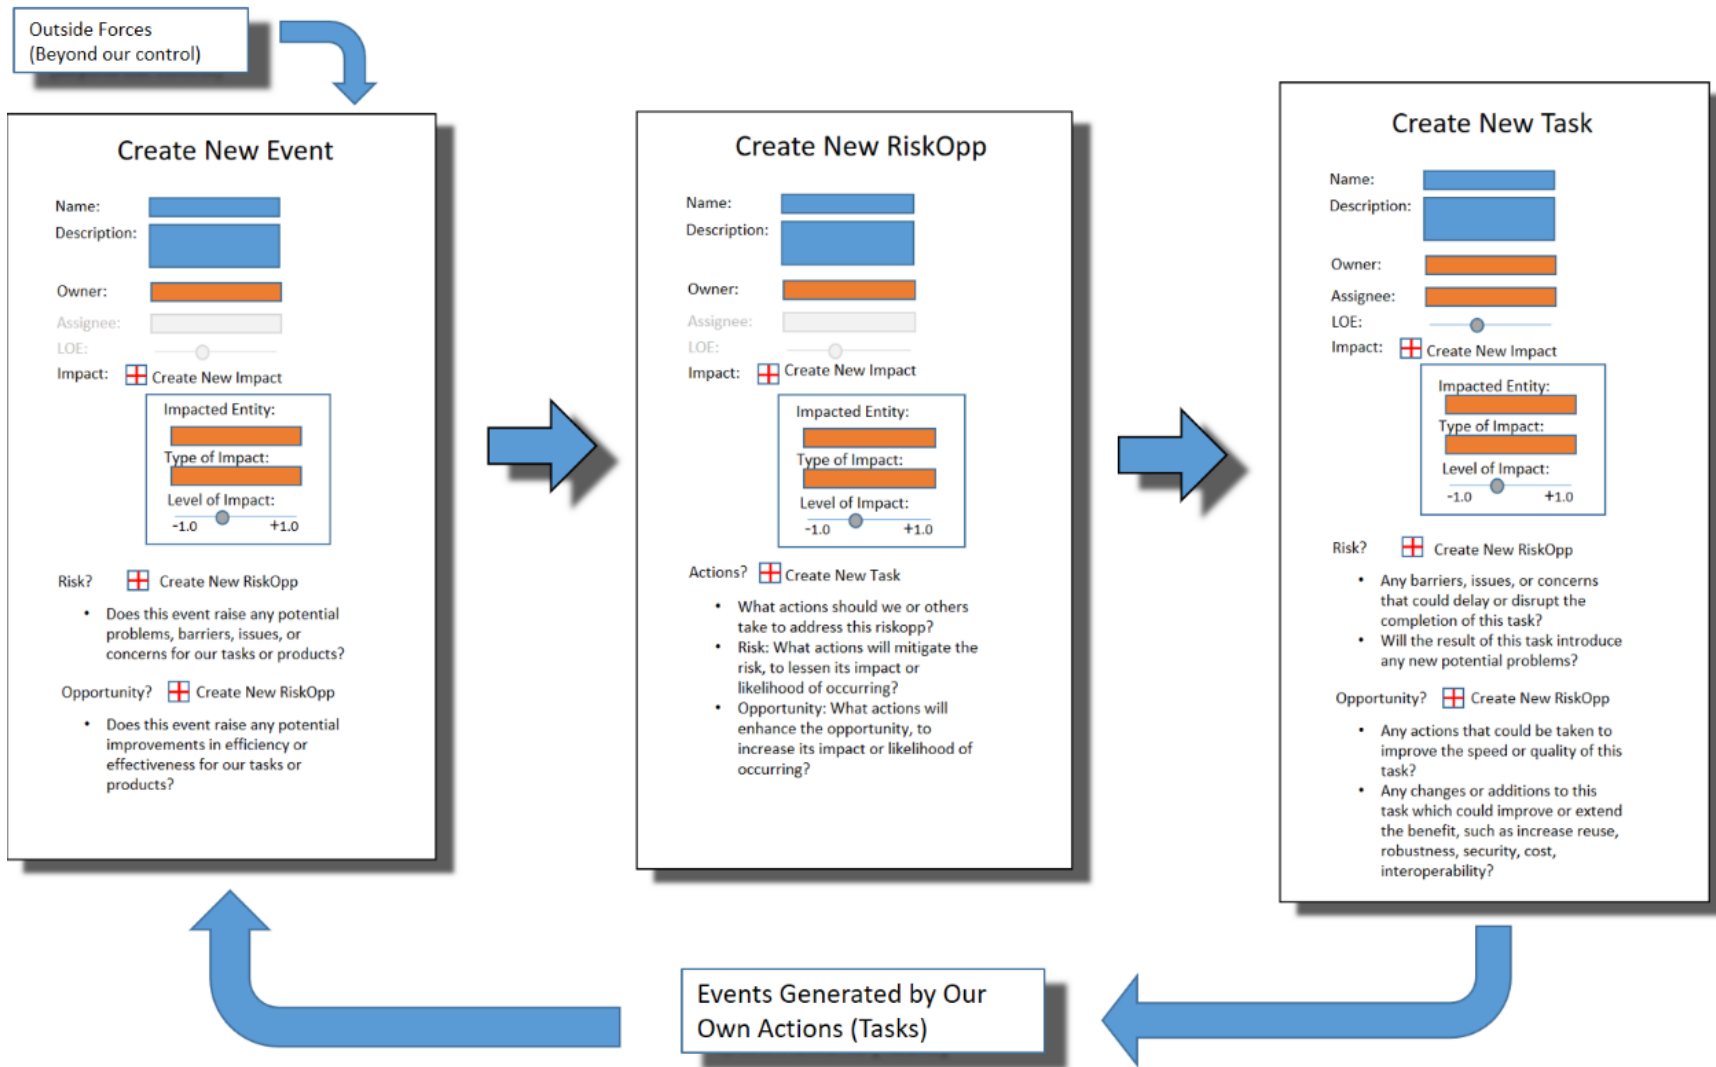 Outside Forces
(Beyond our control)
Create New Event
Name:
Description:
Owner:
Assignee:
LOE:
Impact:
Create New Impact
Impacted Entity:
Type of Impact:
Level of Impact:
-1.0
+1.0
Risk?
Create New RiskOpp
• Does this event raise any potential
problems, barriers, issues, or
concerns for our tasks or products?
Opportunity?
Create New RiskOpp
• Does this event raise any potential
improvements in efficiency or
effectiveness for our tasks or
products?
Create New RiskOpp
Name:
Description:
Owner:
Assignee:
LOE:
Impact:
Create New Impact
Impacted Entity:
Type of Impact:
Level of Impact:
-1.0
+1.0
Actions?
Create New Task
• What actions should we or others
take to address this riskopp?
• Risk: What actions will mitigate the
risk, to lessen its impact or
likelihood of occurring?
• Opportunity: What actions will
enhance the opportunity, to
increase its impact or likelihood of
occurring?
Create New Task
Name:
Description:
Owner:
Assignee:
LOE:
Impact:
Create New Impact
Impacted Entity:
Type of Impact:
Level of Impact:
-1.0
+1.0
Risk?
Create New RiskOpp
• Any barriers, issues, or concerns
that could delay or disrupt the
completion of this task?
• Will the result of this task introduce
any new potential problems?
Opportunity?
Create New RiskOpp
• Any actions that could be taken to
improve the speed or quality of this
task?
• Any changes or additions to this
task which could improve or extend
the benefit, such as increase reuse,
robustness, security, cost,
interoperability?
Events Generated by Our
Own Actions (Tasks)